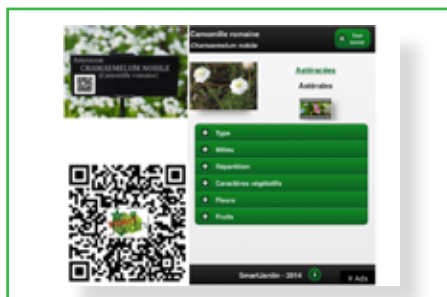 Asteraceae
CHAMAEMELUM NOBILE
(Camomille romaine)
Camomille romaine
Chamaemelum nobile
Astéracées
Astérales
Type
Milieu
Répartition
Caractères végétatifs
Fleurs
Fruits
SmartJardin - 2014